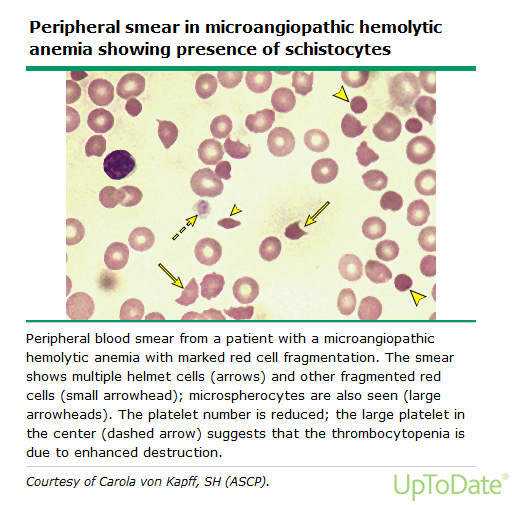 Peripheral smear in microangiopathic hemolytic
anemia showing presence of schistocytes
Peripheral blood smear from a patient with a microangiopathic
hemolytic anemia with marked red cell fragmentation. The smear
shows multiple helmet cells (arrows) and other fragmented red
cells (small arrowhead); microspherocytes are also seen (large
arrowheads). The platelet number is reduced; the large platelet in
the center (dashed arrow) suggests that the thrombocytopenia is
due to enhanced destruction.
Courtesy of Carola von Kapff, SH (ASCP).
UpToDate®